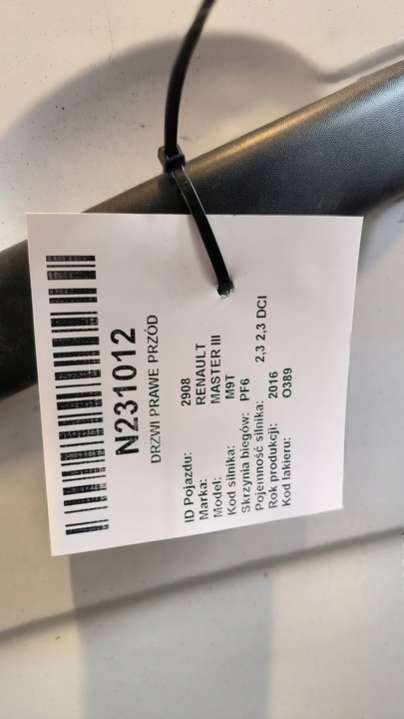 N231012
DRZWI PRAWE PRZÓD
ID Pojazdu: 2908
Marka: RENAULT
Model: MASTER III
Kod silnika: M9T
Skrzynia biegów: PF6
Pojemność silnika: 2,3 2,3 DCI
Rok produkcji: 2016
Kod lakieru: O389